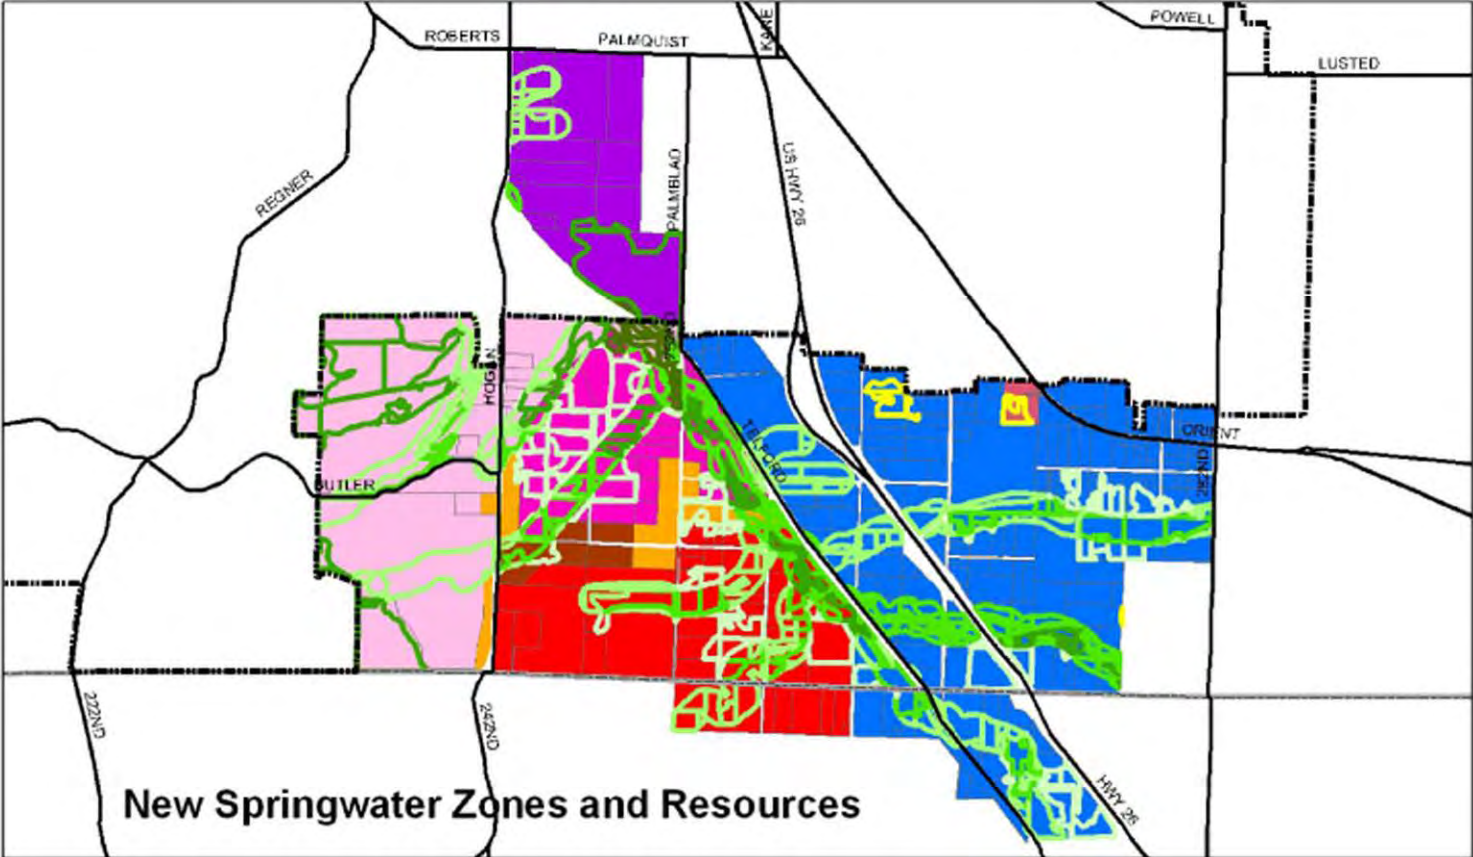 POWELL
ROBERTS
PALMQUIST
KANE
LUSTED
US HWY 26
PALMBLAD
REGNER
HOGAN
TELFORD
ORIENT
282ND
BUTLER
222ND
242ND
HWY 26
New Springwater Zones and Resources